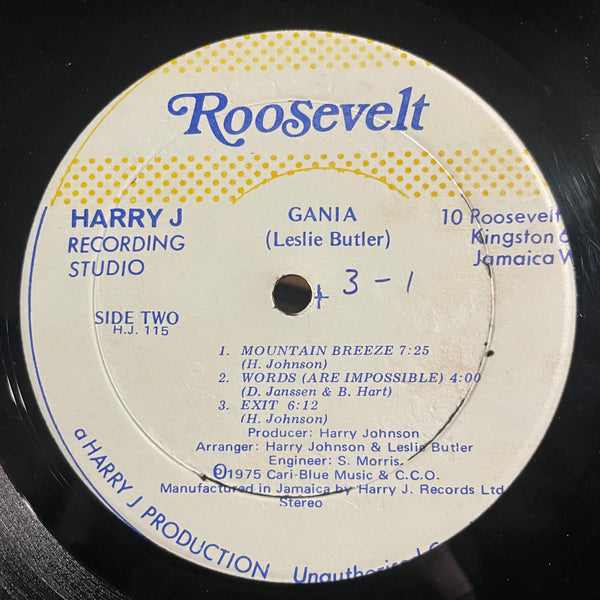 Roosevelt
HARRY J
RECORDING
STUDIO
GANJA
(Leslie Butler)
10 Roosevelt
Kingston 6
Jamaica W
+ 3 - 1
SIDE TWO
H.J. 115
1. MOUNTAIN BREEZE 7:25
(H. Johnson)
2. WORDS (ARE IMPOSSIBLE) 4:00
(D. Janssen & B. Hart)
3. EXIT 6:12
(H. Johnson)
Producer: Harry Johnson
Arranger: Harry Johnson & Leslie Butler
Engineer: S. Morris.
℗1975 Cari-Blue Music & C.C.O.
Manufactured in Jamaica by Harry J. Records Ltd
Stereo
a HARRY J PRODUCTION